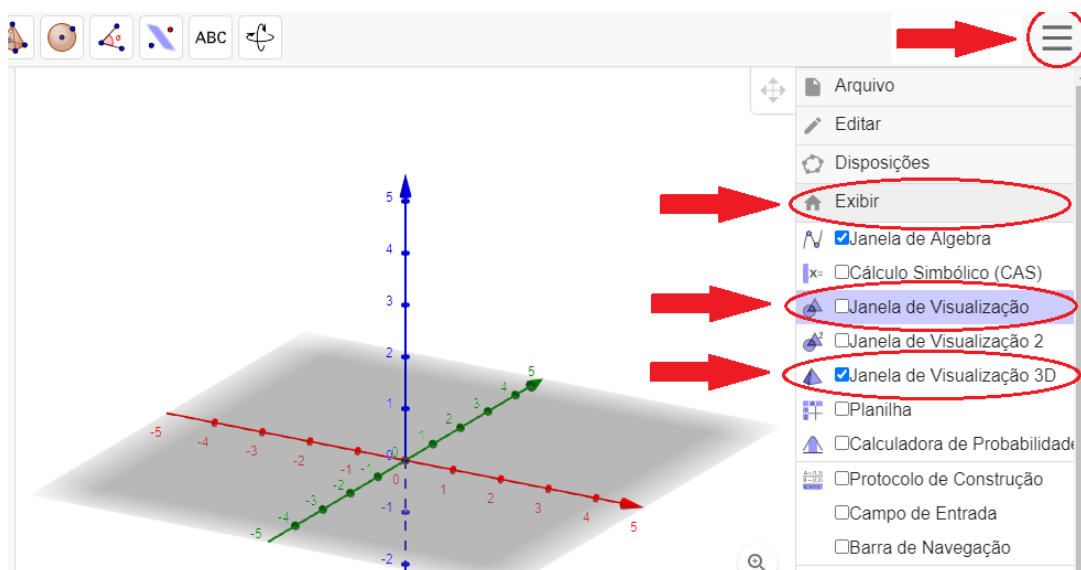 ABC
Arquivo
Editar
Disposições
Exibir
Janela de Álgebra
x=
Cálculo Simbólico (CAS)
Janela de Visualização
2
Janela de Visualização 2
Janela de Visualização 3D
Planilha
Calculadora de Probabilidade
Protocolo de Construção
Campo de Entrada
Barra de Navegação
5
4
3
2
1
0
-1
-2
-5
-4
-3
-2
-1
0
1
2
3
4
5
-5
-4
-3
-2
-1
0
1
2
3
4
5